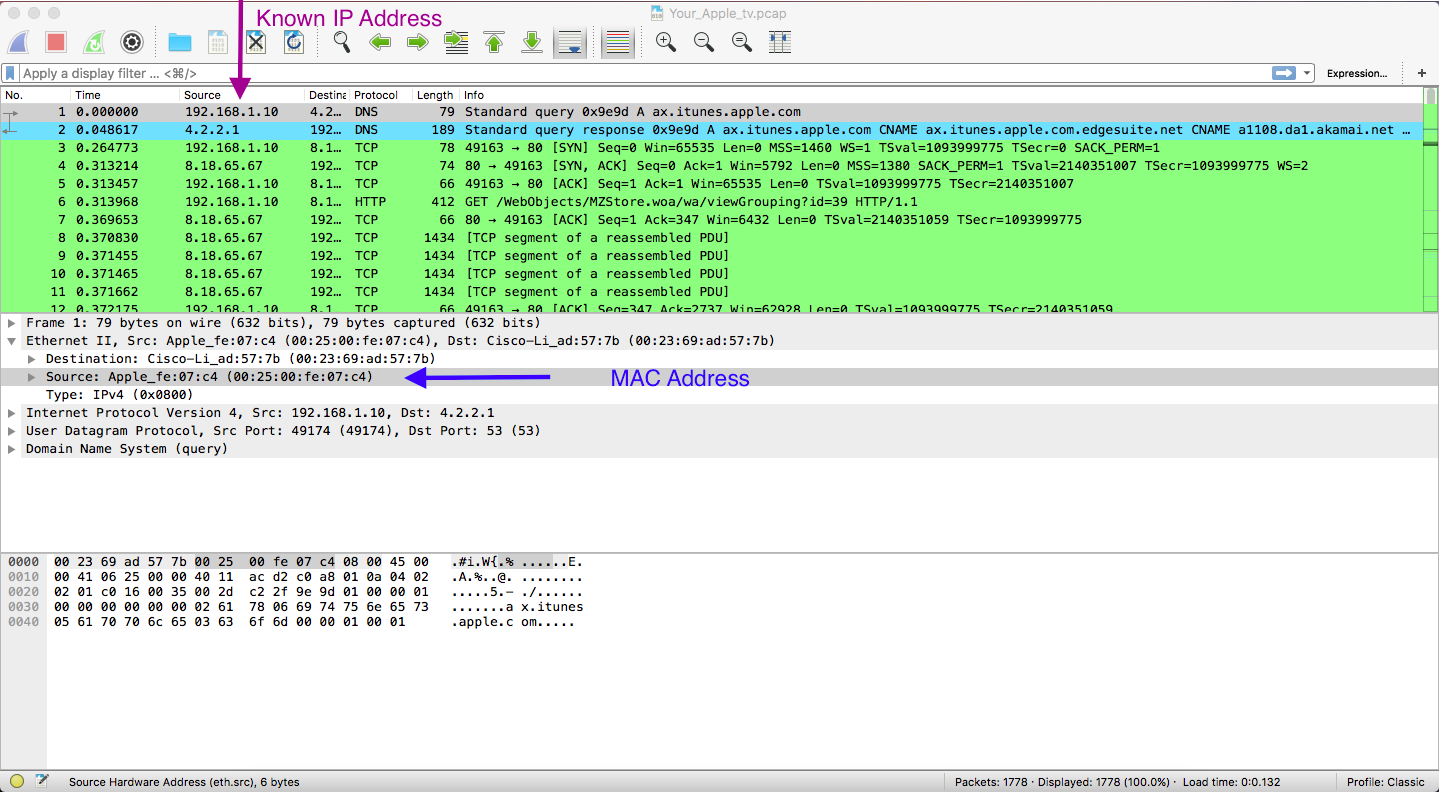 Known IP Address
Your_Apple_tv.pcap
Apply a display filter ... <⌘/>
Expression... +
No. Time Source Destina Protocol Length Info
1 0.000000 192.168.1.10 4.2… DNS 79 Standard query 0x9e9d A ax.itunes.apple.com
2 0.048617 4.2.2.1 192… DNS 189 Standard query response 0x9e9d A ax.itunes.apple.com CNAME ax.itunes.apple.com.edgesuite.net CNAME a1108.da1.akamai.net …
3 0.264773 192.168.1.10 8.1… TCP 78 49163 → 80 [SYN] Seq=0 Win=65535 Len=0 MSS=1460 WS=1 TSval=1093999775 TSecr=0 SACK_PERM=1
4 0.313214 8.18.65.67 192… TCP 74 80 → 49163 [SYN, ACK] Seq=0 Ack=1 Win=5792 Len=0 MSS=1380 SACK_PERM=1 TSval=2140351007 TSecr=1093999775 WS=2
5 0.313457 192.168.1.10 8.1… TCP 66 49163 → 80 [ACK] Seq=1 Ack=1 Win=65535 Len=0 TSval=1093999775 TSecr=2140351007
6 0.313968 192.168.1.10 8.1… HTTP 412 GET /WebObjects/MZStore.woa/wa/viewGrouping?id=39 HTTP/1.1
7 0.369653 8.18.65.67 192… TCP 66 80 → 49163 [ACK] Seq=1 Ack=347 Win=6432 Len=0 TSval=2140351059 TSecr=1093999775
8 0.370830 8.18.65.67 192… TCP 1434 [TCP segment of a reassembled PDU]
9 0.371455 8.18.65.67 192… TCP 1434 [TCP segment of a reassembled PDU]
10 0.371465 8.18.65.67 192… TCP 1434 [TCP segment of a reassembled PDU]
11 0.371662 8.18.65.67 192… TCP 1434 [TCP segment of a reassembled PDU]
12 0.372175 192.168.1.10 8.1… TCP 66 49163 → 80 [ACK] Seq=347 Ack=2737 Win=62928 Len=0 TSval=1093999775 TSecr=2140351059
Frame 1: 79 bytes on wire (632 bits), 79 bytes captured (632 bits)
Ethernet II, Src: Apple_fe:07:c4 (00:25:00:fe:07:c4), Dst: Cisco-Li_ad:57:7b (00:23:69:ad:57:7b)
Destination: Cisco-Li_ad:57:7b (00:23:69:ad:57:7b)
Source: Apple_fe:07:c4 (00:25:00:fe:07:c4)
MAC Address
Type: IPv4 (0x0800)
Internet Protocol Version 4, Src: 192.168.1.10, Dst: 4.2.2.1
User Datagram Protocol, Src Port: 49174 (49174), Dst Port: 53 (53)
Domain Name System (query)
0000 00 23 69 ad 57 7b 00 25 00 fe 07 c4 08 00 45 00 .#i.W{.% ......E.
0010 00 41 06 25 00 00 40 11 ac d2 c0 a8 01 0a 04 02 .A.%..@. ........
0020 02 01 c0 16 00 35 00 2d c2 2f 9e 9d 01 00 00 01 .....5.- ./......
0030 00 00 00 00 00 00 02 61 78 06 69 74 75 6e 65 73 .......a x.itunes
0040 05 61 70 70 6c 65 03 63 6f 6d 00 00 01 00 01 .apple.c om.....
Source Hardware Address (eth.src), 6 bytes
Packets: 1778 · Displayed: 1778 (100.0%) · Load time: 0:0.132
Profile: Classic